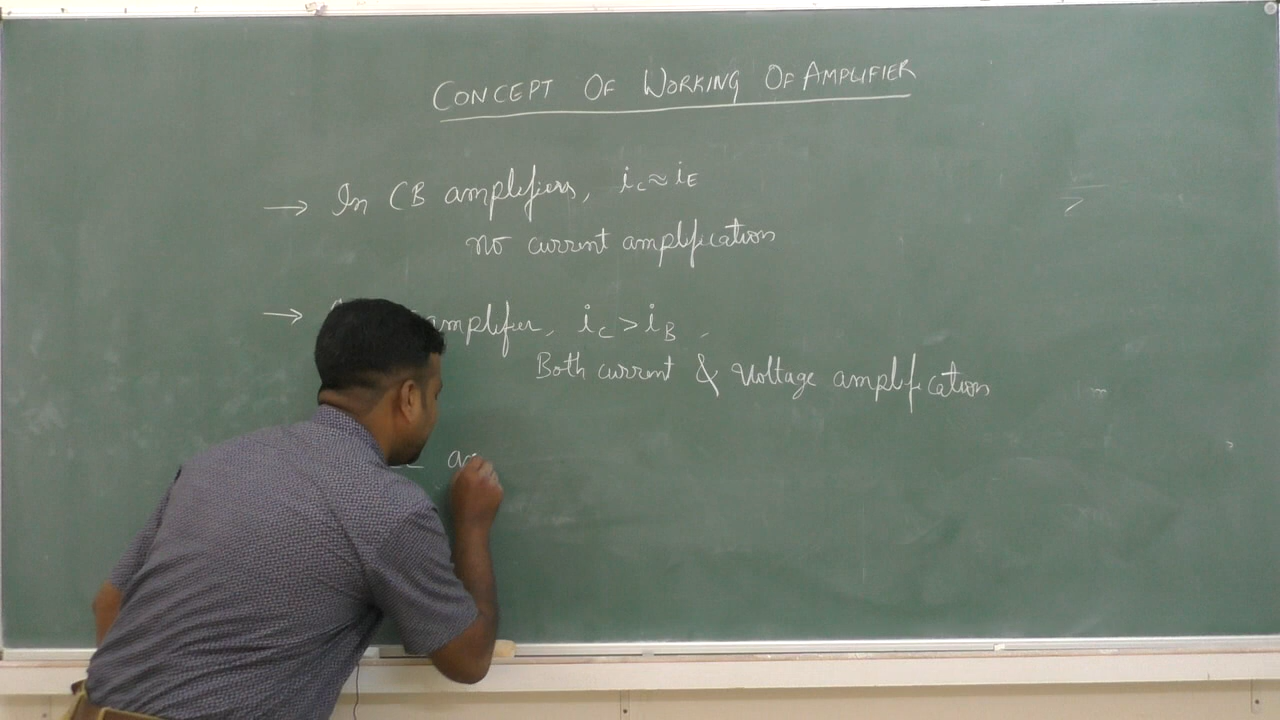 CONCEPT OF WORKING OF AMPLIFIER
→ In CB amplifiers, ic ≈ iE
no current amplification
→ amplifier, ic > iB,
Both current & Voltage amplification